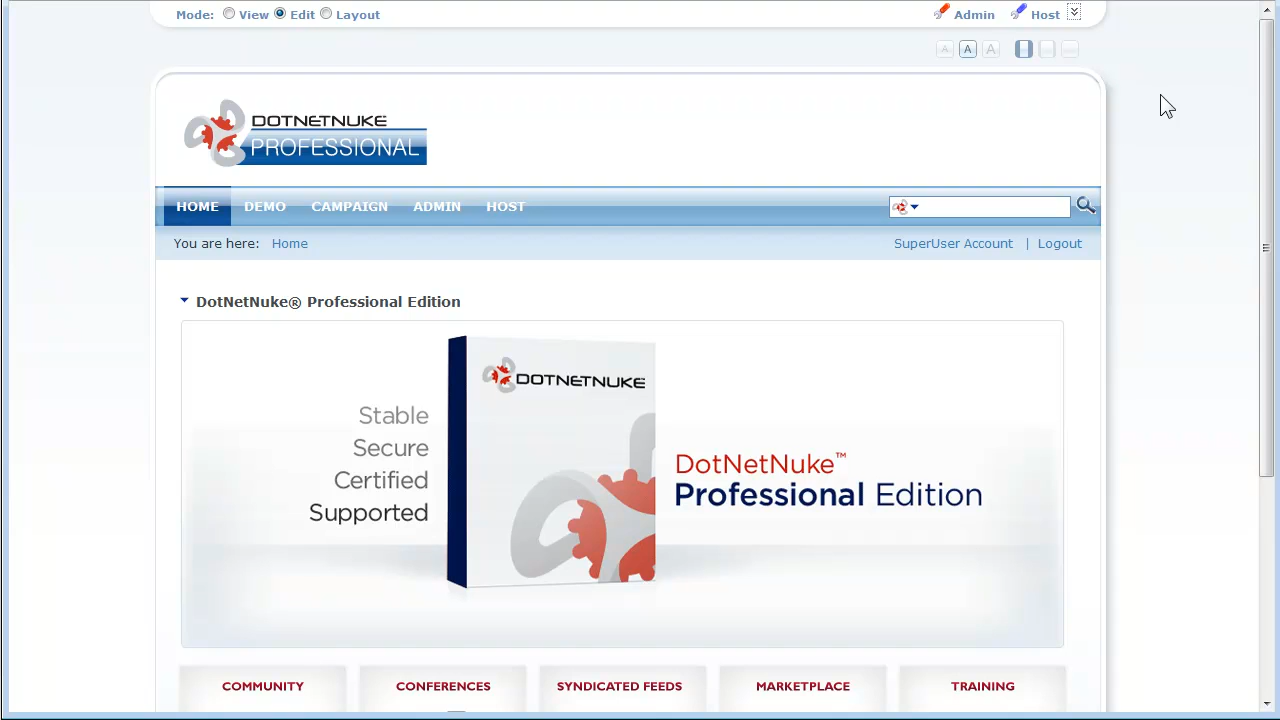 Mode: View Edit Layout
Admin Host
A A A
DOTNETNUKE
PROFESSIONAL
HOME DEMO CAMPAIGN ADMIN HOST
You are here: Home
SuperUser Account | Logout
DotNetNuke® Professional Edition
DOTNETNUKE
Stable
Secure
Certified
Supported
DotNetNuke™
Professional Edition
COMMUNITY CONFERENCES SYNDICATED FEEDS MARKETPLACE TRAINING